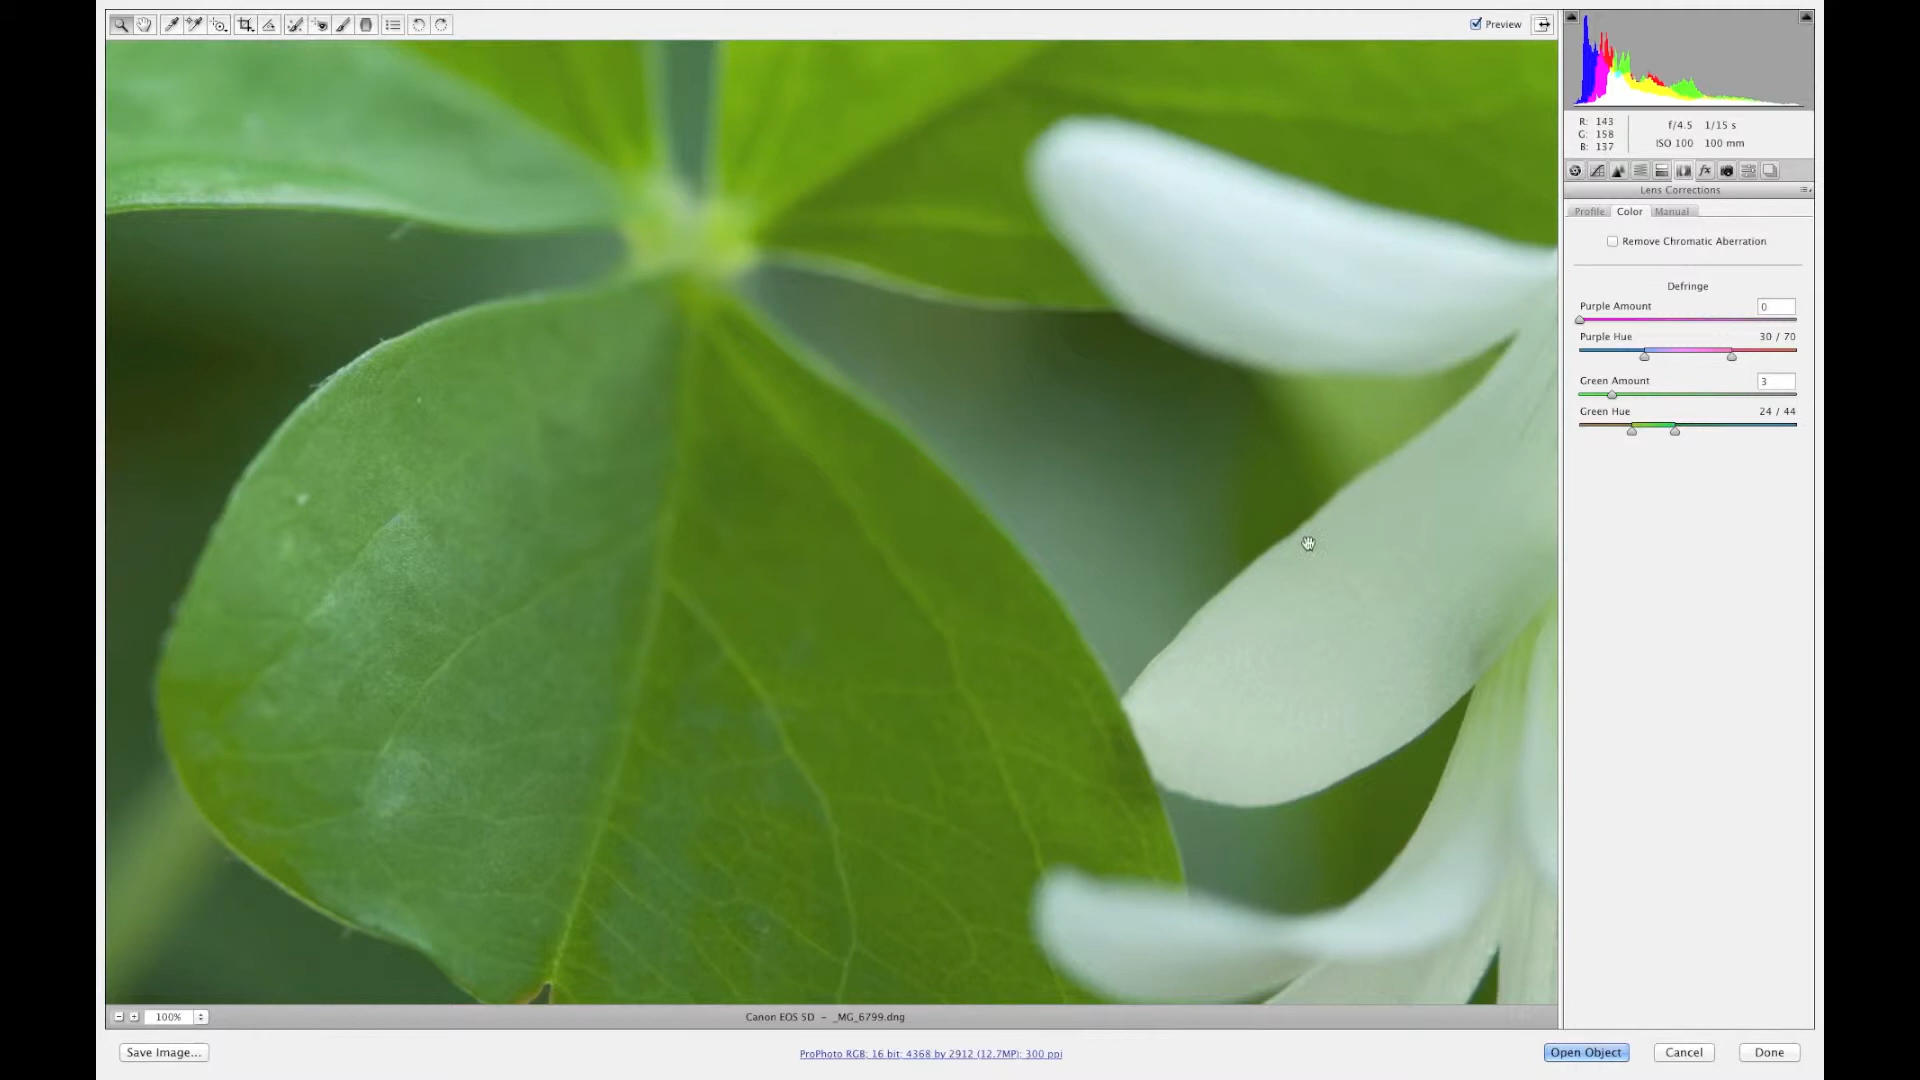 Preview
R: 143
G: 158
B: 137
f/4.5 1/15 s
ISO 100 100 mm
fx
Lens Corrections
Profile Color Manual
Remove Chromatic Aberration
Defringe
Purple Amount 0
Purple Hue 30 / 70
Green Amount 3
Green Hue 24 / 44
100%
Canon EOS 5D - _MG_6799.dng
Save Image...
ProPhoto RGB; 16 bit; 4368 by 2912 (12.7MP); 300 ppi
Open Object
Cancel
Done